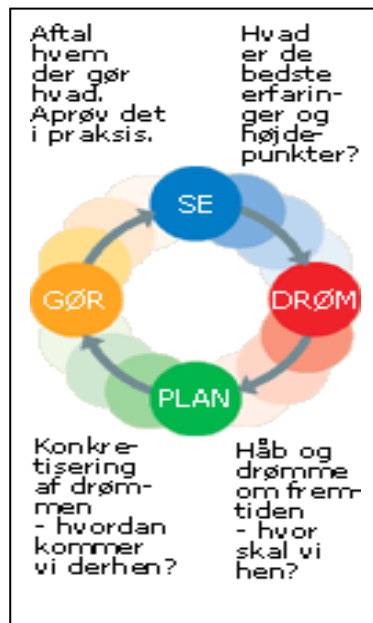 Aftal
hvem
der gør
hvad.
Aprøv det
i praksis.
Hvad
er de
bedste
erfarin-
ger og
højde-
punkter?
SE
GØR
DRØM
PLAN
Konkre-
tisering
af drøm-
men
- hvordan
kommer
vi derhen?
Håb og
drømme
om frem-
tiden
- hvor
skal vi
hen?